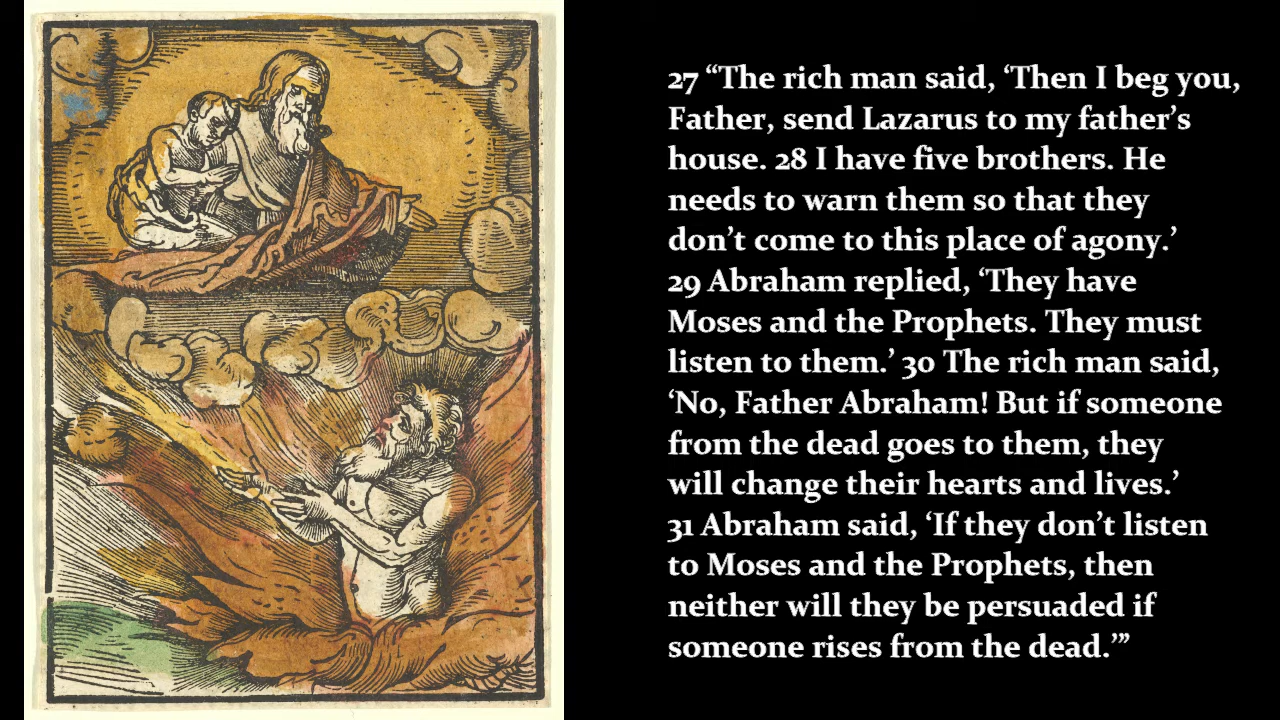 27 “The rich man said, ‘Then I beg you,
Father, send Lazarus to my father’s
house. 28 I have five brothers. He
needs to warn them so that they
don’t come to this place of agony.’
29 Abraham replied, ‘They have
Moses and the Prophets. They must
listen to them.’ 30 The rich man said,
‘No, Father Abraham! But if someone
from the dead goes to them, they
will change their hearts and lives.’
31 Abraham said, ‘If they don’t listen
to Moses and the Prophets, then
neither will they be persuaded if
someone rises from the dead.’”